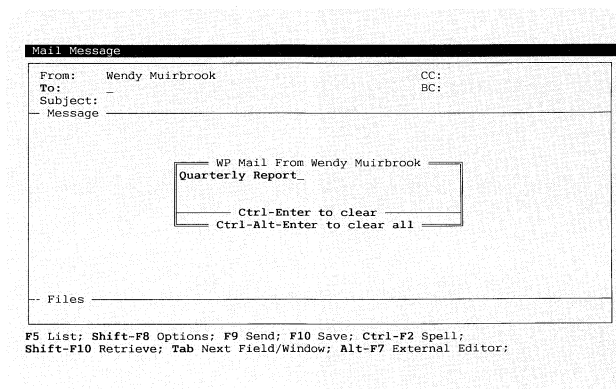 Mail Message
From: Wendy Muirbrook CC:
To: _ BC:
Subject:
Message
WP Mail From Wendy Muirbrook
Quarterly Report_
Ctrl-Enter to clear
Ctrl-Alt-Enter to clear all
Files
F5 List; Shift-F8 Options; F9 Send; F10 Save; Ctrl-F2 Spell;
Shift-F10 Retrieve; Tab Next Field/Window; Alt-F7 External Editor;